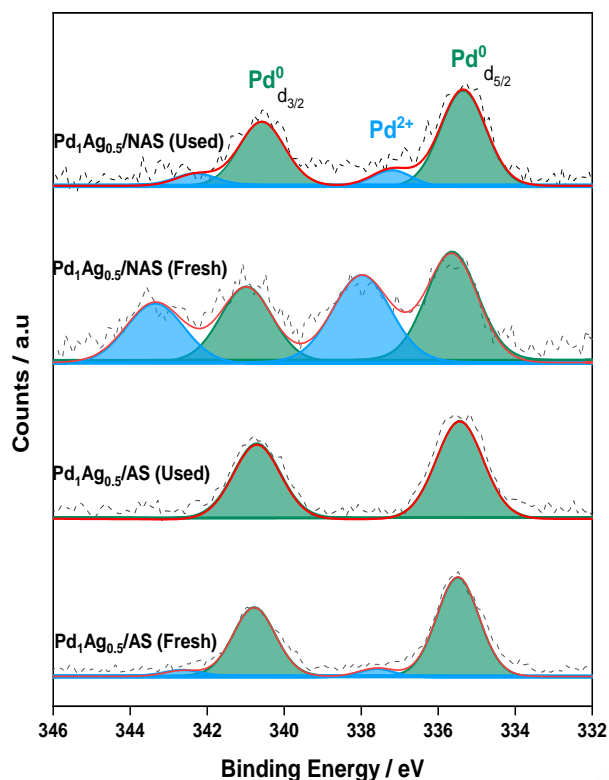 Pd⁰ d₃/₂
Pd⁰ d₅/₂
Pd²⁺
Pd₁Ag₀.₅/NAS (Used)
Pd₁Ag₀.₅/NAS (Fresh)
Pd₁Ag₀.₅/AS (Used)
Pd₁Ag₀.₅/AS (Fresh)
Counts / a.u
346 344 342 340 338 336 334 332
Binding Energy / eV